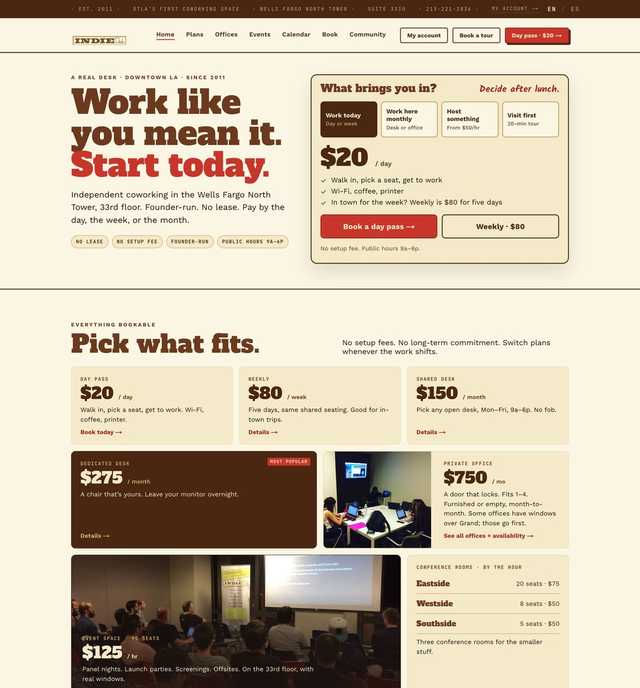 · EST. 2011 · DTLA'S FIRST COWORKING SPACE · WELLS FARGO NORTH TOWER · SUITE 3330 · 213-221-2836 · MY ACCOUNT → EN / ES
INDIE
Home Plans Offices Events Calendar Book Community My account Book a tour Day pass · $20 →
A REAL DESK · DOWNTOWN LA · SINCE 2011
Work like
you mean it.
Start today.
Independent coworking in the Wells Fargo North
Tower, 33rd floor. Founder-run. No lease. Pay by the
day, the week, or the month.
NO LEASE NO SETUP FEE FOUNDER-RUN PUBLIC HOURS 9A–6P
What brings you in? Decide after lunch.
Work today
Day or week
Work here
monthly
Desk or office
Host
something
From $50/hr
Visit first
20-min tour
$20 / day
✓ Walk in, pick a seat, get to work
✓ Wi-Fi, coffee, printer
✓ In town for the week? Weekly is $80 for five days
Book a day pass → Weekly · $80
No setup fee. Public hours 9a–6p.
EVERYTHING BOOKABLE
Pick what fits.
No setup fees. No long-term commitment. Switch plans
whenever the work shifts.
DAY PASS
$20 / day
Walk in, pick a seat, get to work. Wi-Fi,
coffee, printer.
Book today →
WEEKLY
$80 / week
Five days, same shared seating. Good for in-
town trips.
Details →
SHARED DESK
$150 / month
Pick any open desk, Mon–Fri, 9a–6p. No fob.
Details →
DEDICATED DESK
MOST POPULAR
$275 / month
A chair that's yours. Leave your monitor overnight.
Details →
PRIVATE OFFICE
$750 / mo
A door that locks. Fits 1–4.
Furnished or empty, month-to-
month. Some offices have windows
over Grand; those go first.
See all offices + availability →
INDIE
EVENT SPACE · 95 SEATS
$125 / hr
Panel nights. Launch parties. Screenings. Offsites. On the 33rd floor, with
real windows.
CONFERENCE ROOMS · BY THE HOUR
Eastside 20 seats · $75
Westside 8 seats · $50
Southside 5 seats · $50
Three conference rooms for the smaller
stuff.